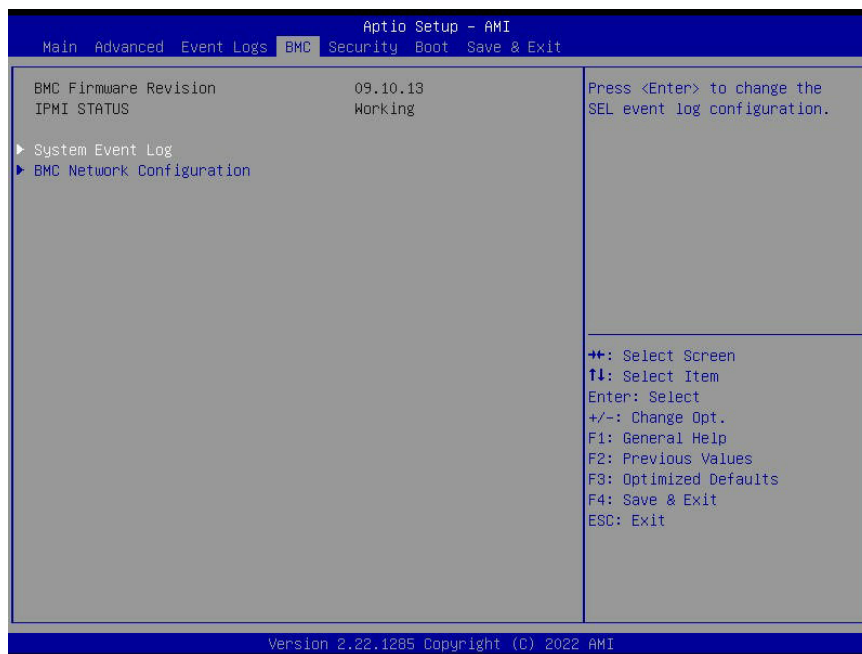 Aptio Setup - AMI
Main Advanced Event Logs BMC Security Boot Save & Exit
BMC Firmware Revision 09.10.13
IPMI STATUS Working
▶ System Event Log
▶ BMC Network Configuration
Press <Enter> to change the
SEL event log configuration.
→←: Select Screen
↑↓: Select Item
Enter: Select
+/-: Change Opt.
F1: General Help
F2: Previous Values
F3: Optimized Defaults
F4: Save & Exit
ESC: Exit
Version 2.22.1285 Copyright (C) 2022 AMI